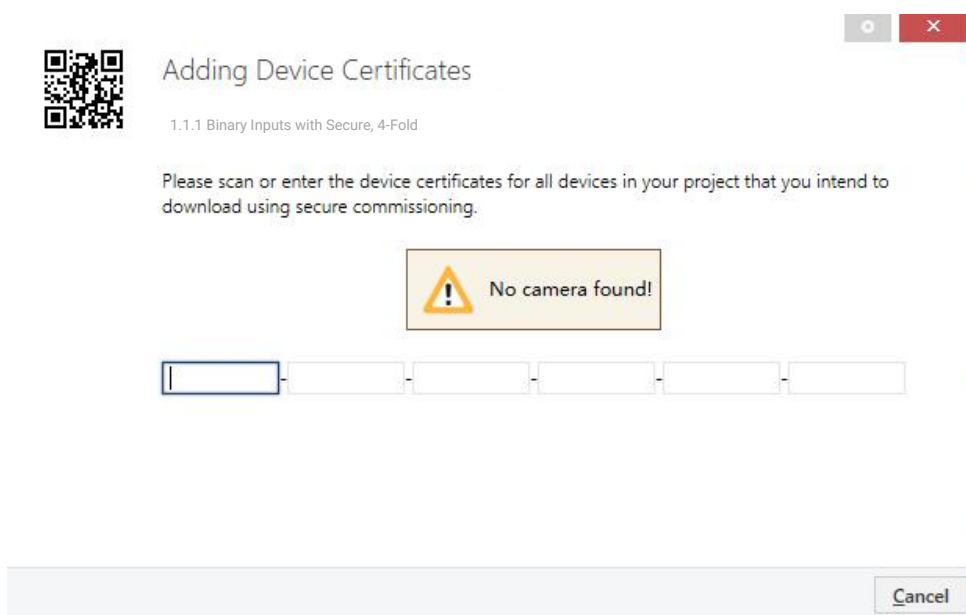 Adding Device Certificates
1.1.1 Binary Inputs with Secure, 4-Fold
Please scan or enter the device certificates for all devices in your project that you intend to
download using secure commissioning.
No camera found!
- - - - -
Cancel